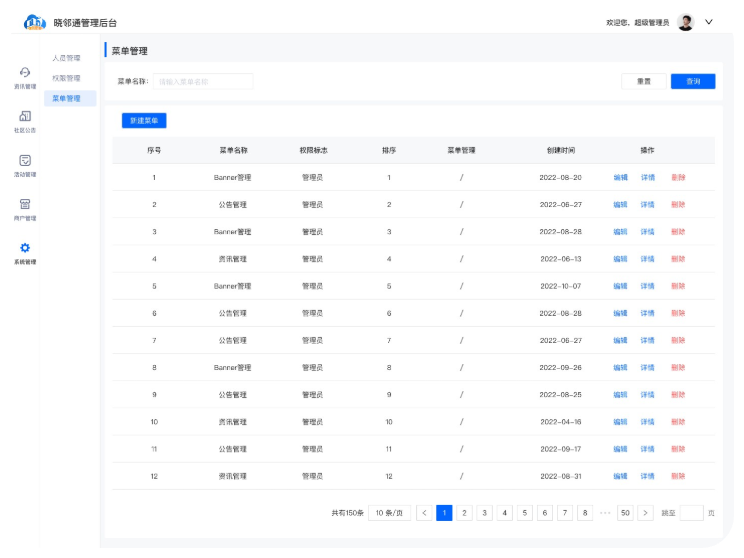 晓邻通管理后台
欢迎您，超级管理员
资讯管理
社区公告
活动管理
商户管理
系统管理
人员管理
权限管理
菜单管理
菜单管理
菜单名称： 请输入菜单名称 重置 查询
新建菜单
序号 菜单名称 权限标志 排序 菜单管理 创建时间 操作
1 Banner管理 管理员 1 / 2022-08-20 编辑 详情 删除
2 公告管理 管理员 2 / 2022-06-27 编辑 详情 删除
3 Banner管理 管理员 3 / 2022-08-28 编辑 详情 删除
4 资讯管理 管理员 4 / 2022-06-13 编辑 详情 删除
5 Banner管理 管理员 5 / 2022-10-07 编辑 详情 删除
6 公告管理 管理员 6 / 2022-08-28 编辑 详情 删除
7 公告管理 管理员 7 / 2022-06-27 编辑 详情 删除
8 Banner管理 管理员 8 / 2022-09-26 编辑 详情 删除
9 公告管理 管理员 9 / 2022-08-25 编辑 详情 删除
10 资讯管理 管理员 10 / 2022-04-16 编辑 详情 删除
11 公告管理 管理员 11 / 2022-09-17 编辑 详情 删除
12 资讯管理 管理员 12 / 2022-08-31 编辑 详情 删除
共有150条 10 条/页 < 1 2 3 4 5 6 7 8 ··· 50 > 跳至 页